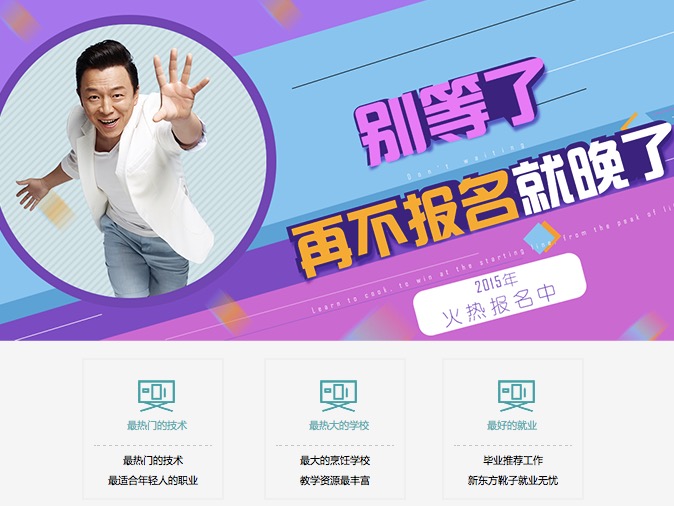 别等了
Don't waiting
再不报名就晚了
Learn to cook, to win at the starting line, from the peak of li
2015年
火热报名中
最热门的技术
最热大的学校
最好的就业
最热门的技术
最大的烹饪学校
毕业推荐工作
最适合年轻人的职业
教学资源最丰富
新东方靴子就业无忧